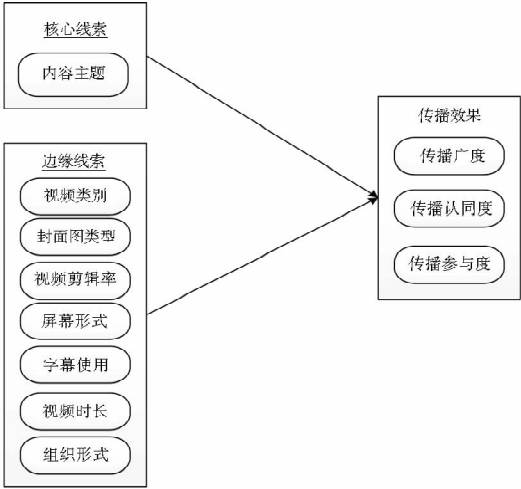 核心线索
内容主题
边缘线索
视频类别
封面图类型
视频剪辑率
屏幕形式
字幕使用
视频时长
组织形式
传播效果
传播广度
传播认同度
传播参与度